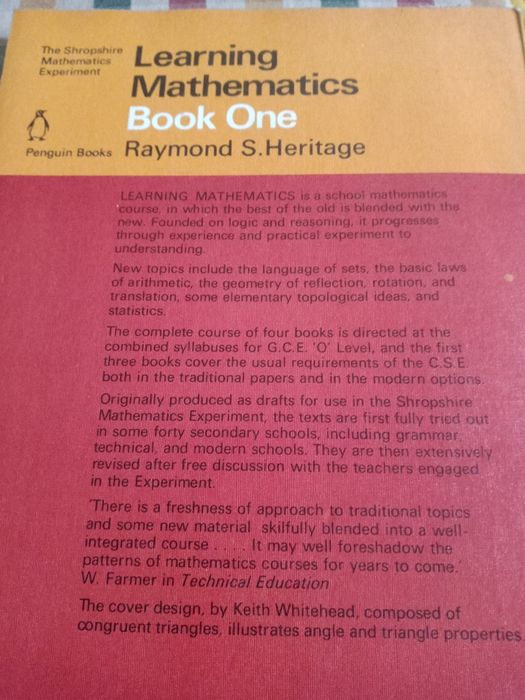 The Shropshire
Mathematics
Experiment
Learning
Mathematics
Book One
Penguin Books
Raymond S.Heritage
LEARNING MATHEMATICS is a school mathematics
course, in which the best of the old is blended with the
new. Founded on logic and reasoning, it progresses
through experience and practical experiment to
understanding.
New topics include the language of sets, the basic laws
of arithmetic, the geometry of reflection, rotation, and
translation, some elementary topological ideas, and
statistics.
The complete course of four books is directed at the
combined syllabuses for G.C.E. 'O' Level, and the first
three books cover the usual requirements of the C.S.E.
both in the traditional papers and in the modern options.
Originally produced as drafts for use in the Shropshire
Mathematics Experiment, the texts are first fully tried out
in some forty secondary schools, including grammar,
technical, and modern schools. They are then extensively
revised after free discussion with the teachers engaged
in the Experiment.
'There is a freshness of approach to traditional topics
and some new material skilfully blended into a well-
integrated course . . . . It may well foreshadow the
patterns of mathematics courses for years to come.'
W. Farmer in Technical Education
The cover design, by Keith Whitehead, composed of
congruent triangles, illustrates angle and triangle properties.